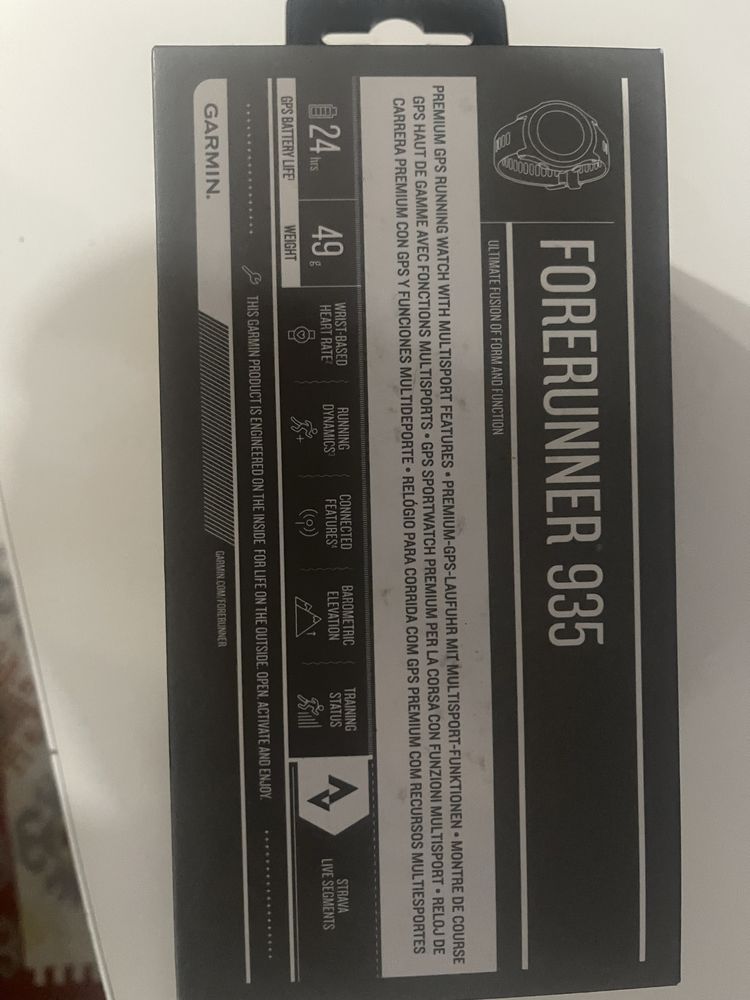 FORERUNNER® 935
ULTIMATE FUSION OF FORM AND FUNCTION
PREMIUM GPS RUNNING WATCH WITH MULTISPORT FEATURES • PREMIUM-GPS-LAUFUHR MIT MULTISPORT-FUNKTIONEN • MONTRE DE COURSE
GPS HAUT DE GAMME AVEC FONCTIONS MULTISPORTS • GPS SPORTWATCH PREMIUM PER LA CORSA CON FUNZIONI MULTISPORT • RELOJ DE
CARRERA PREMIUM CON GPS Y FUNCIONES MULTIDEPORTE • RELÓGIO PARA CORRIDA COM GPS PREMIUM COM RECURSOS MULTIESPORTES
24 hrs
GPS BATTERY LIFE¹
49 g
WEIGHT
WRIST-BASED
HEART RATE²
RUNNING
DYNAMICS³
CONNECTED
FEATURES⁴
BAROMETRIC
ELEVATION
TRAINING
STATUS
STRAVA
LIVE SEGMENTS
THIS GARMIN PRODUCT IS ENGINEERED ON THE INSIDE FOR LIFE ON THE OUTSIDE. OPEN, ACTIVATE AND ENJOY.
GARMIN.
GARMIN.COM/FORERUNNER